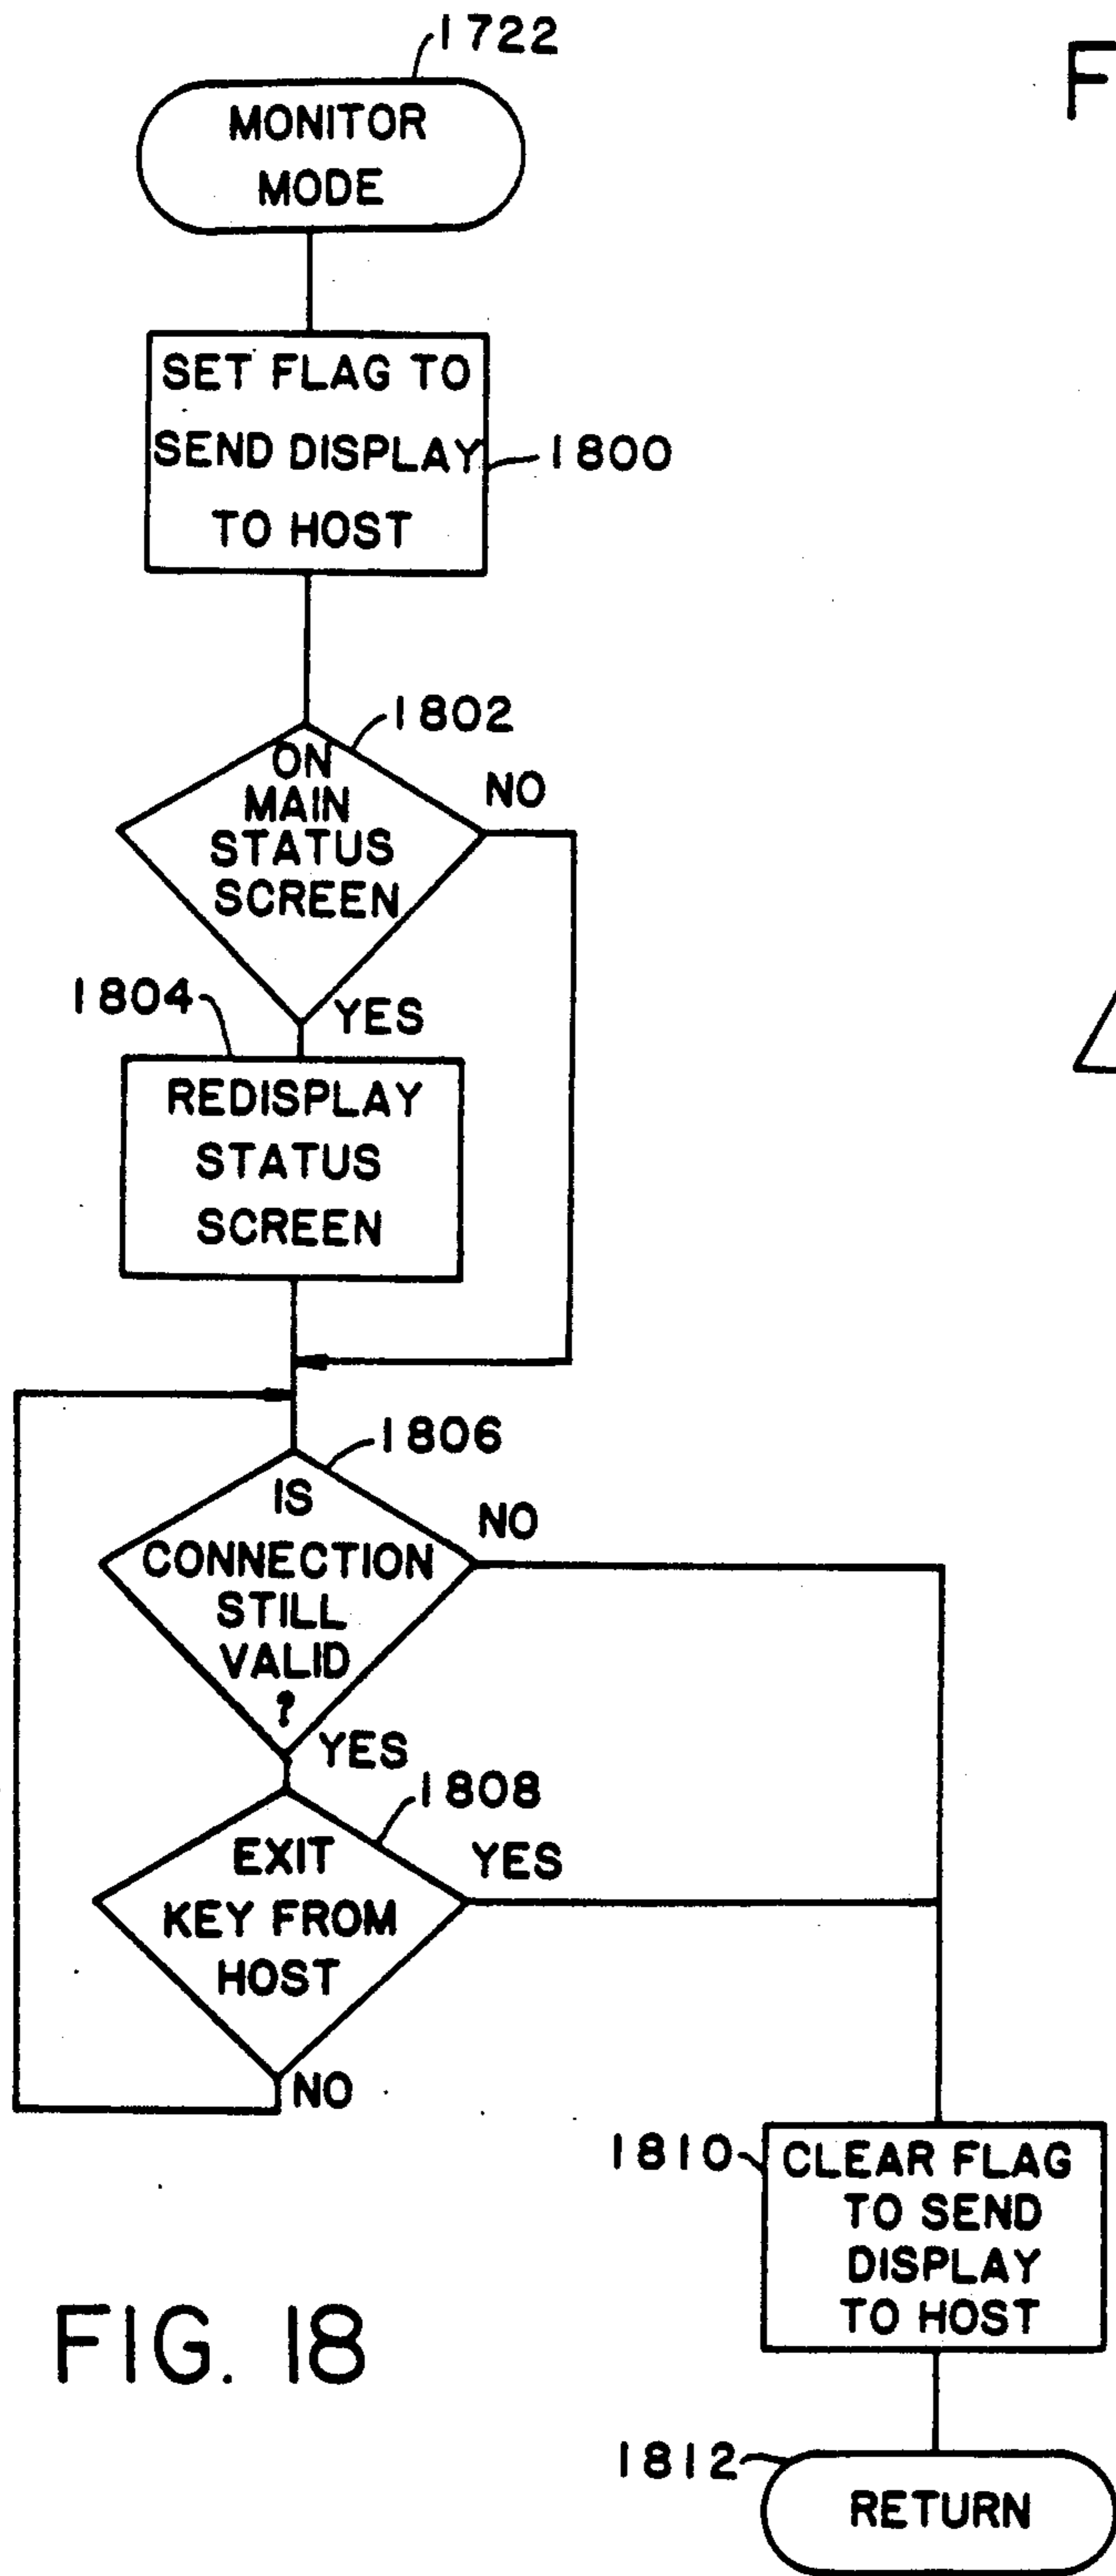 1722
MONITOR
MODE
SET FLAG TO
SEND DISPLAY
TO HOST
1800
1802
ON
MAIN
STATUS
SCREEN
NO
YES
1804
REDISPLAY
STATUS
SCREEN
1806
IS
CONNECTION
STILL
VALID
?
NO
YES
1808
EXIT
KEY FROM
HOST
YES
NO
1810
CLEAR FLAG
TO SEND
DISPLAY
TO HOST
FIG. 18
1812
RETURN
F